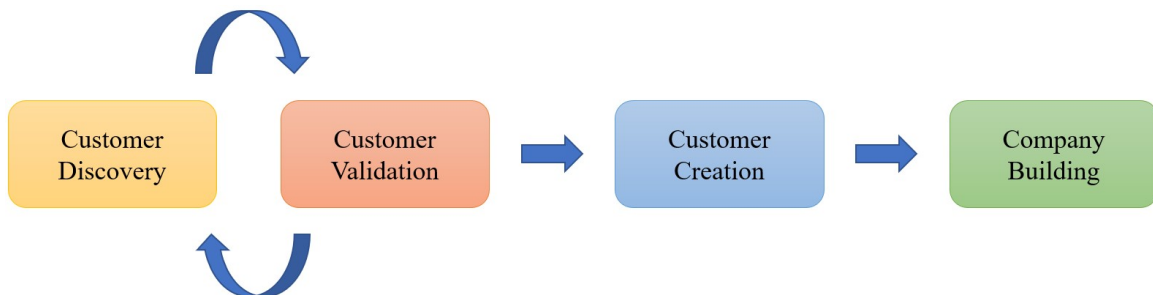 Customer
Discovery
Customer
Validation
Customer
Creation
Company
Building